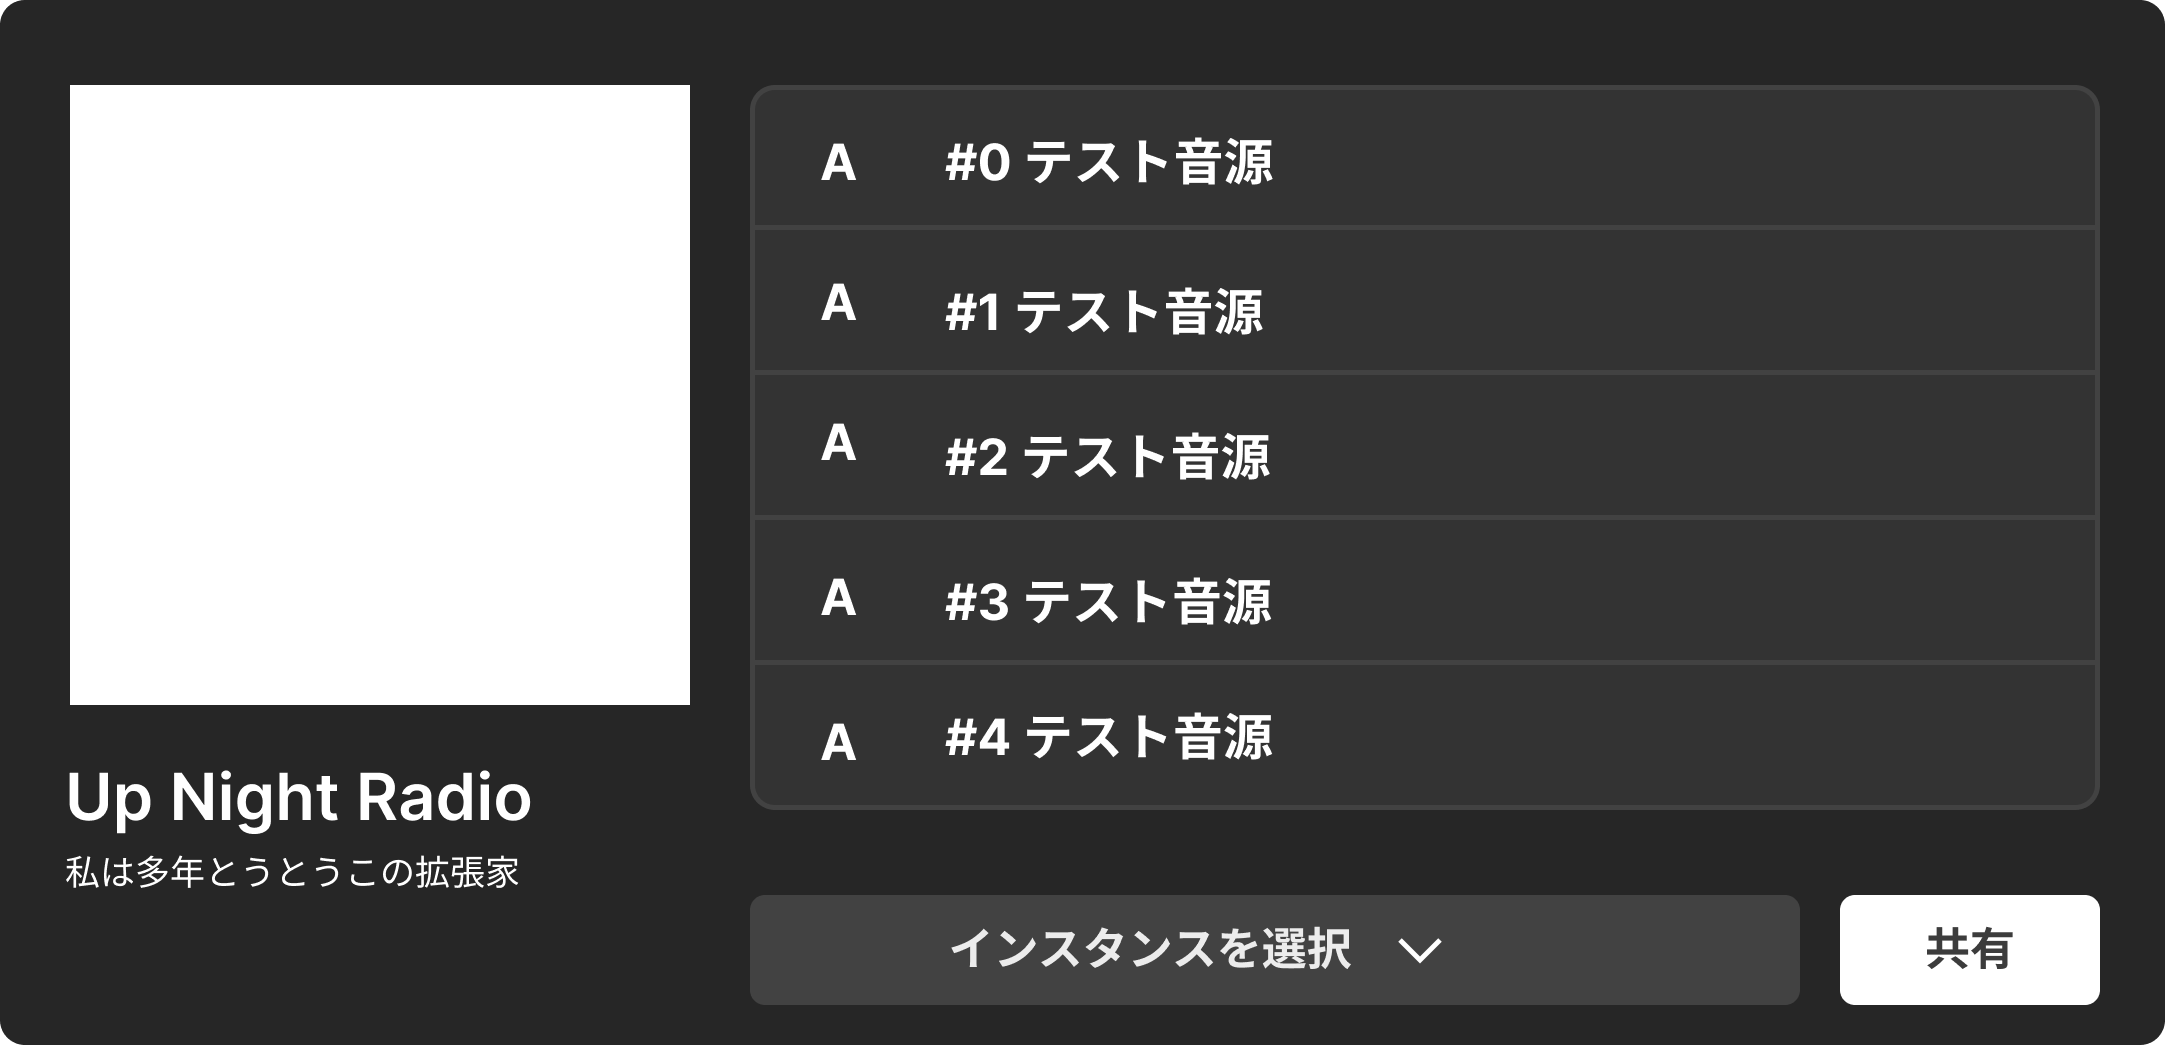 Up Night Radio
私は多年とうとうこの拡張家
A #0 テスト音源
A #1 テスト音源
A #2 テスト音源
A #3 テスト音源
A #4 テスト音源
インスタンスを選択
共有